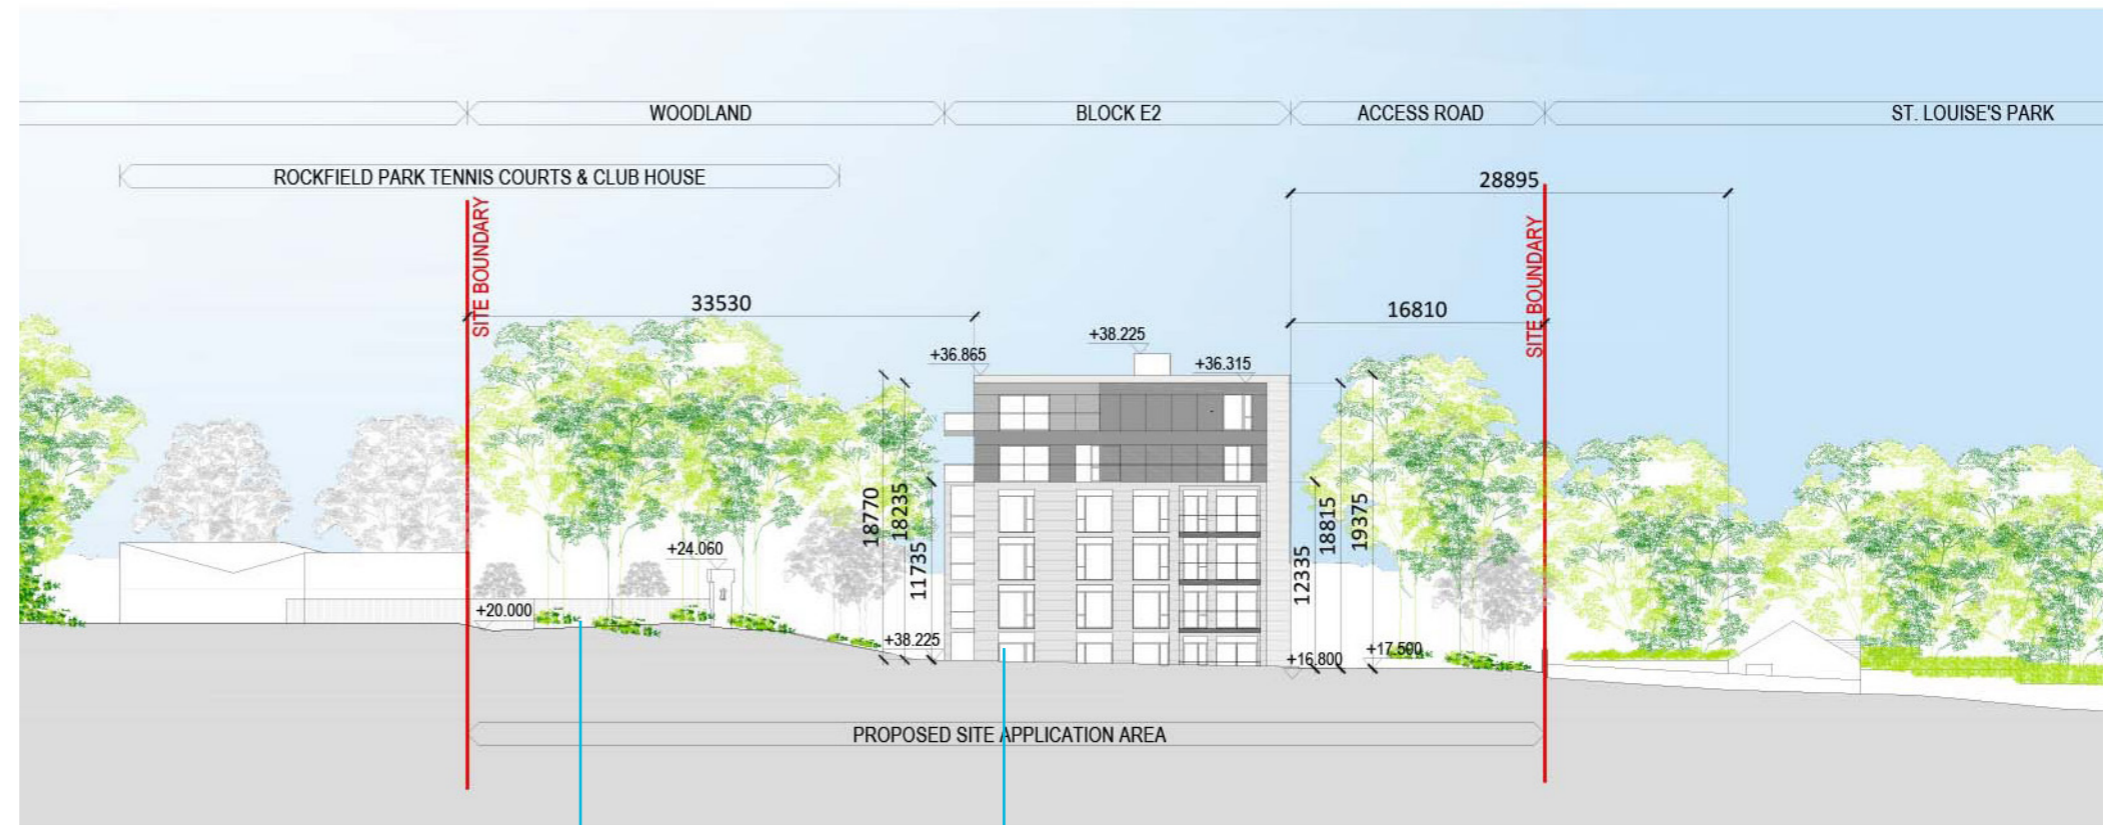 WOODLAND
BLOCK E2
ACCESS ROAD
ST. LOUISE'S PARK
ROCKFIELD PARK TENNIS COURTS & CLUB HOUSE
28895
SITE BOUNDARY
SITE BOUNDARY
33530
16810
+38.225
+36.865
+36.315
18770
18235
11735
12335
18815
19375
+24.060
+20.000
+38.225
+16.800
+17.500
PROPOSED SITE APPLICATION AREA